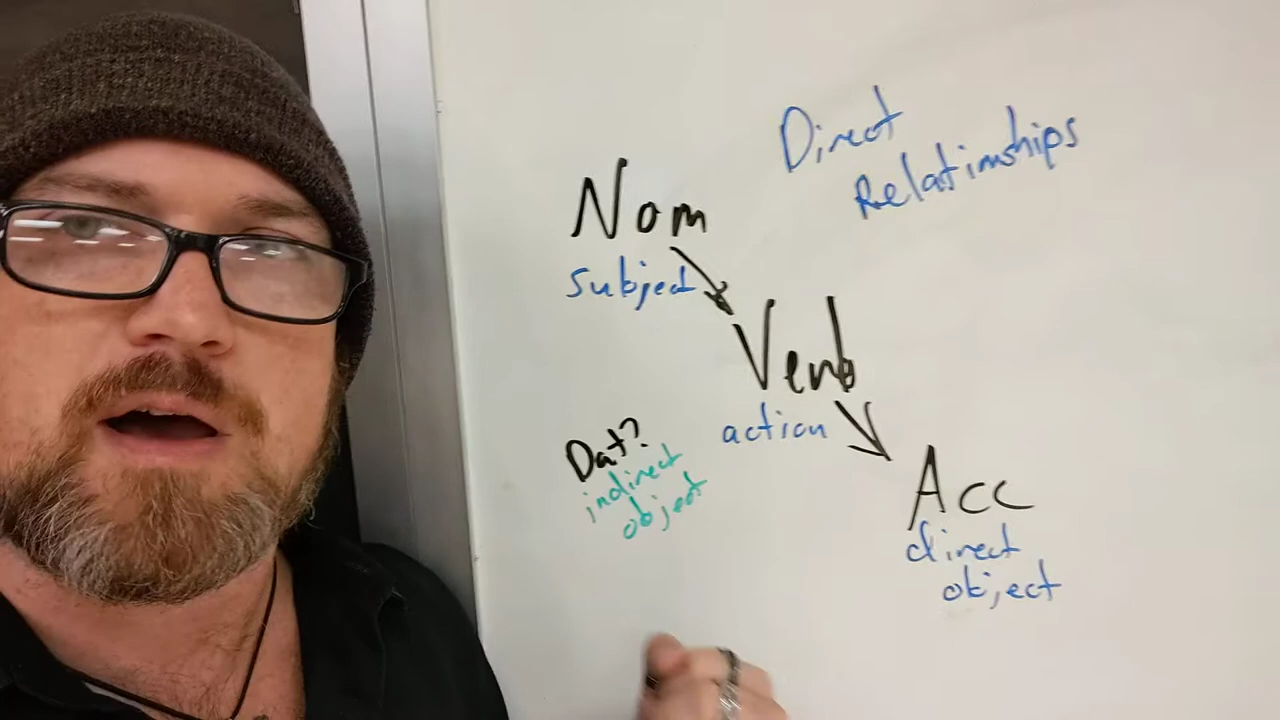 Direct
Relationships
Nom
subject
Verb
action
Dat?
indirect
object
Acc
direct
object